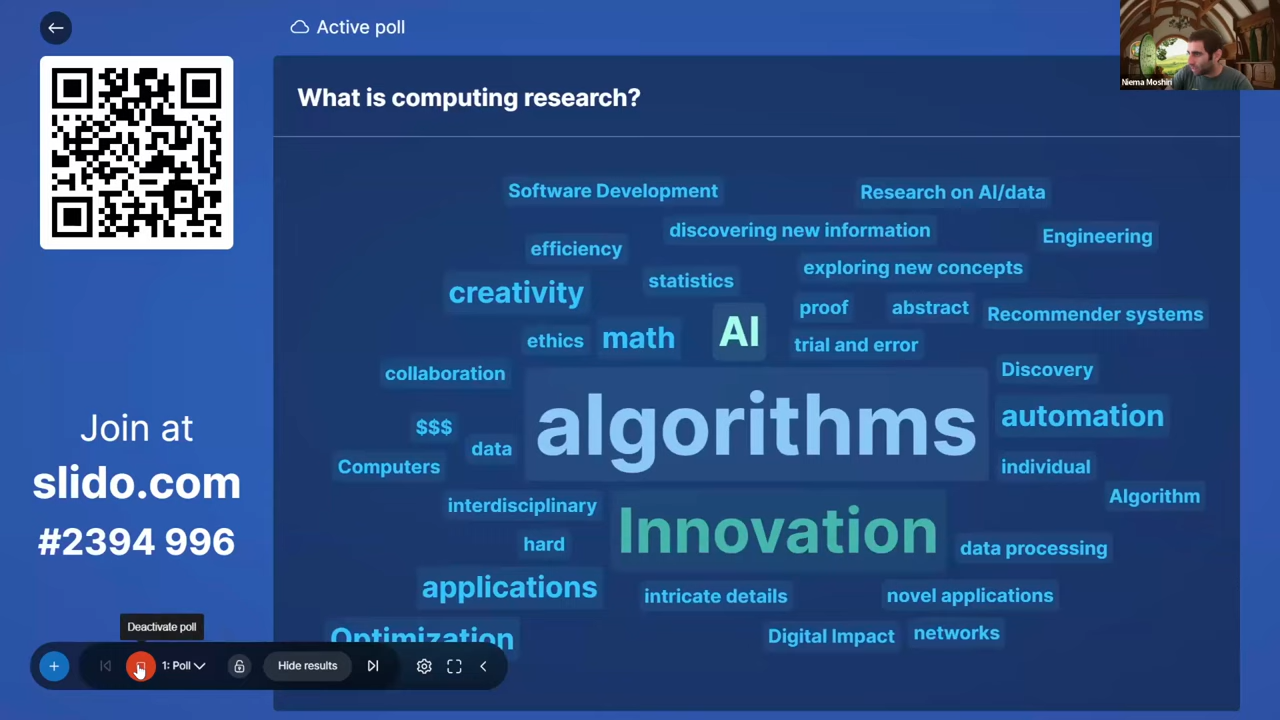 Active poll
Niema Moshiri
What is computing research?
Software Development
Research on AI/data
discovering new information
Engineering
efficiency
exploring new concepts
statistics
creativity
proof
abstract
Recommender systems
AI
math
ethics
trial and error
Discovery
collaboration
algorithms
automation
$$$
data
Computers
individual
Algorithm
interdisciplinary
Innovation
hard
data processing
applications
intricate details
novel applications
Digital Impact
networks
Optimization
Join at
slido.com
#2394 996
Deactivate poll
1: Poll
Hide results